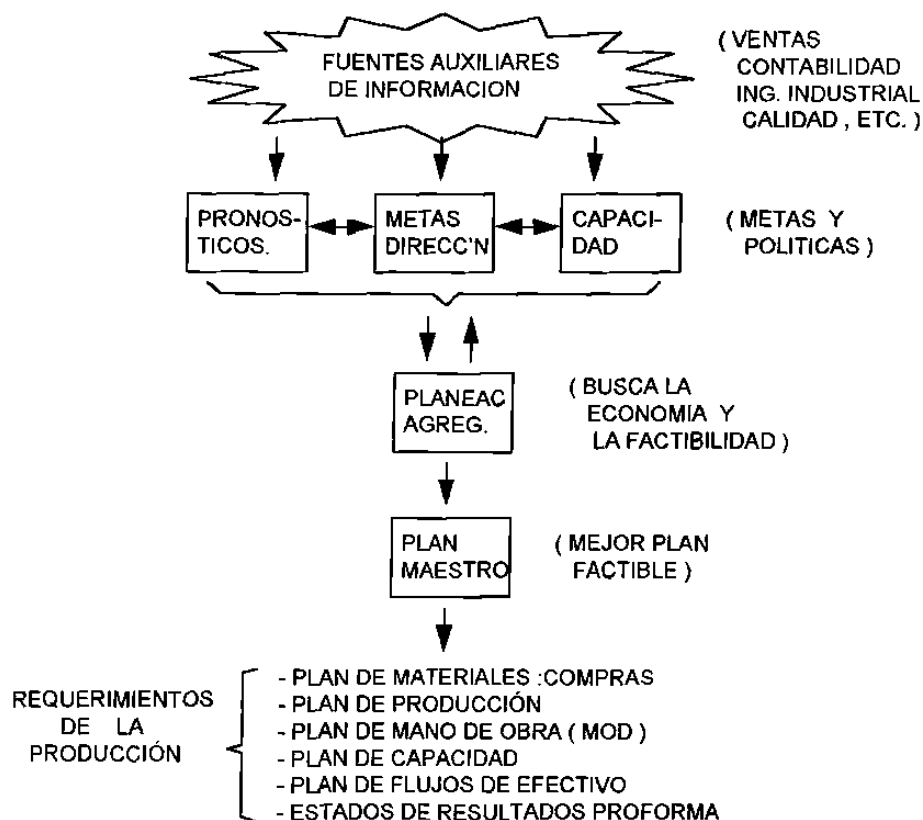 FUENTES AUXILIARES
DE INFORMACION
( VENTAS
CONTABILIDAD
ING. INDUSTRIAL
CALIDAD , ETC. )
PRONOS-
TICOS.
METAS
DIRECC'N
CAPACI-
DAD
( METAS Y
POLITICAS )
PLANEAC
AGREG.
( BUSCA LA
ECONOMIA Y
LA FACTIBILIDAD )
PLAN
MAESTRO
( MEJOR PLAN
FACTIBLE )
REQUERIMIENTOS
DE LA
PRODUCCIÓN
- PLAN DE MATERIALES :COMPRAS
- PLAN DE PRODUCCIÓN
- PLAN DE MANO DE OBRA ( MOD )
- PLAN DE CAPACIDAD
- PLAN DE FLUJOS DE EFECTIVO
- ESTADOS DE RESULTADOS PROFORMA